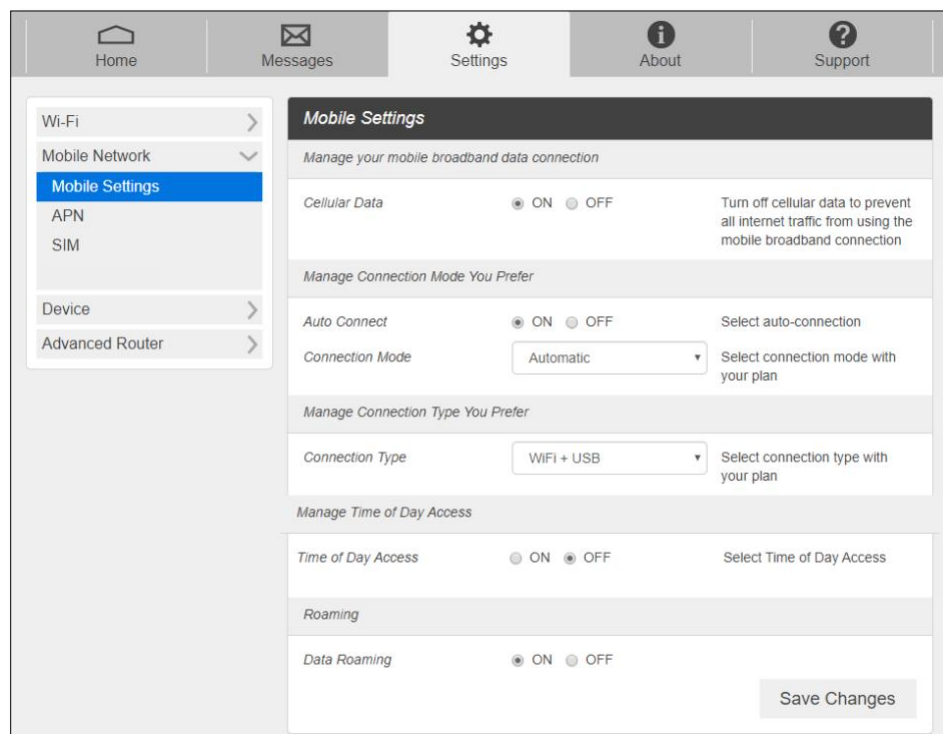 Home
Messages
Settings
About
Support
Wi-Fi
Mobile Network
Mobile Settings
APN
SIM
Device
Advanced Router
Mobile Settings
Manage your mobile broadband data connection
Cellular Data
ON OFF
Turn off cellular data to prevent
all internet traffic from using the
mobile broadband connection
Manage Connection Mode You Prefer
Auto Connect
ON OFF
Select auto-connection
Connection Mode
Automatic
Select connection mode with
your plan
Manage Connection Type You Prefer
Connection Type
WiFi + USB
Select connection type with
your plan
Manage Time of Day Access
Time of Day Access
ON OFF
Select Time of Day Access
Roaming
Data Roaming
ON OFF
Save Changes